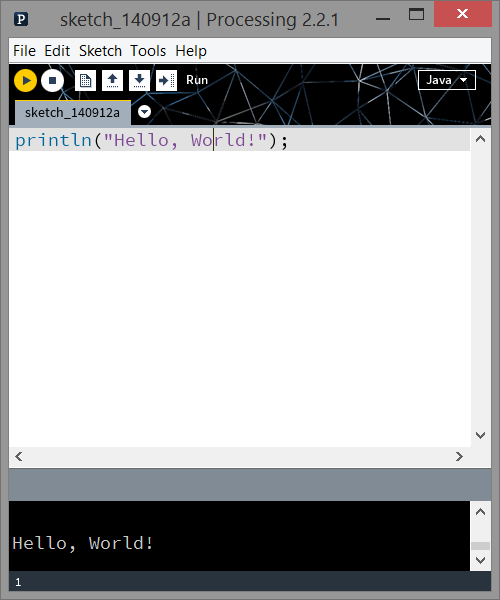 P sketch_140912a | Processing 2.2.1
File Edit Sketch Tools Help
Run Java
sketch_140912a
println("Hello, World!");
Hello, World!
1